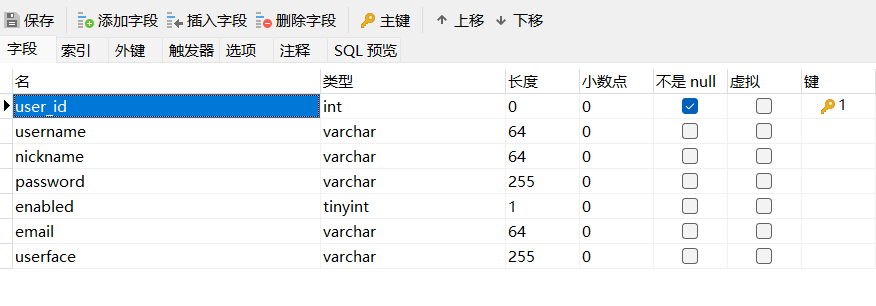 保存 添加字段 插入字段 删除字段 主键 上移 下移
字段 索引 外键 触发器 选项 注释 SQL 预览
名 类型 长度 小数点 不是 null 虚拟 键
user_id int 0 0 1
username varchar 64 0
nickname varchar 64 0
password varchar 255 0
enabled tinyint 1 0
email varchar 64 0
userface varchar 255 0